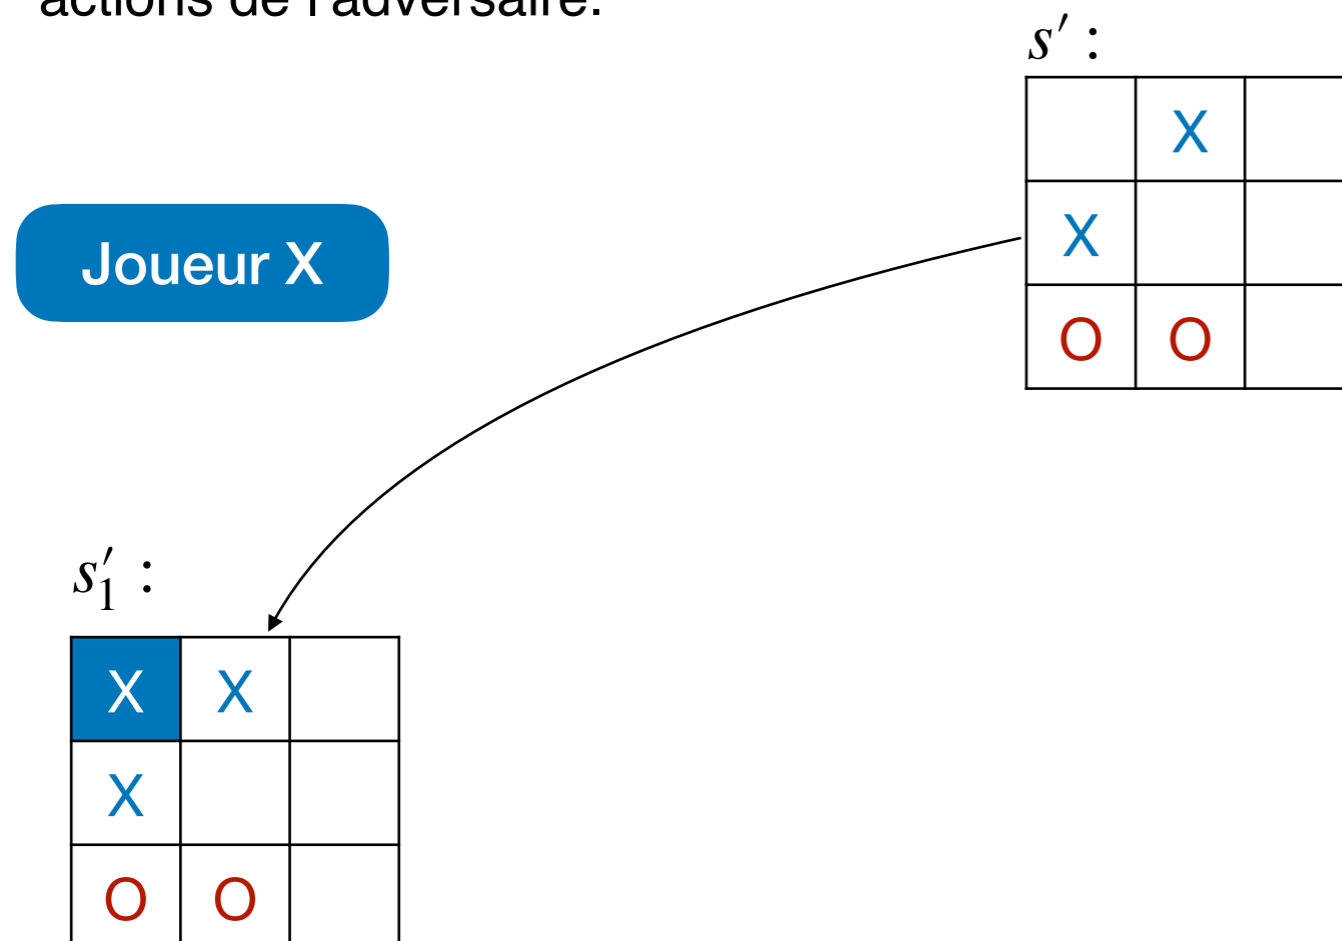 actions de l'adversaire.
s′ :
X
Joueur X
X
O O
s′₁ :
X X
X
O O